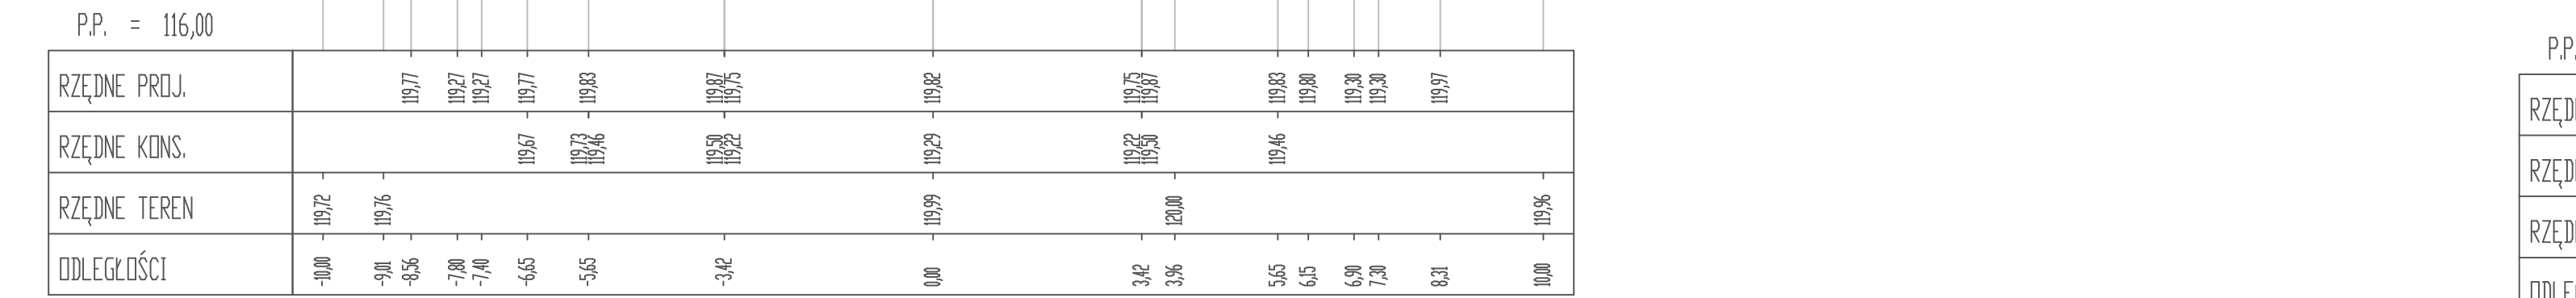 P.P. = 116,00
P.P.
RZĘDNE PROJ. 119,77 119,27 119,27 119,77 119,83 119,87 119,75 119,82 119,75 119,87 119,83 119,80 119,30 119,30 119,97
RZĘDNE KONS. 119,67 119,73 119,46 119,50 119,22 119,29 119,22 119,50 119,46
RZĘDNE TEREN 119,72 119,76 119,99 120,00 119,96
ODLEGŁOŚCI -10,00 -9,01 -8,56 -7,80 -7,40 -6,65 -5,65 -3,42 0,00 3,42 3,96 5,65 6,15 6,90 7,30 8,31 10,00